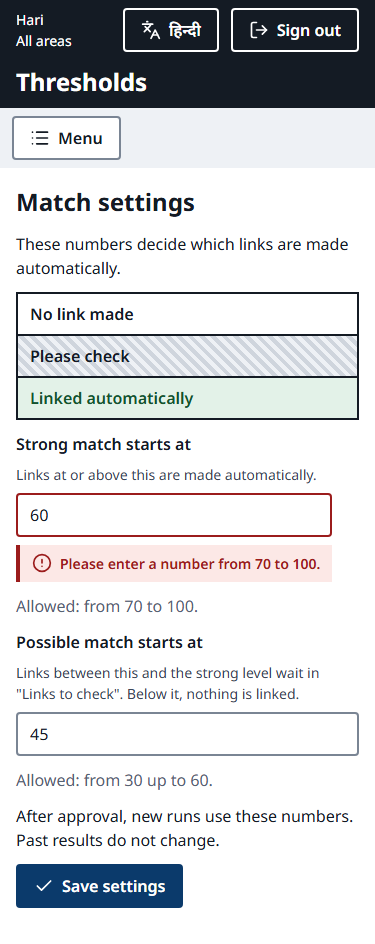 Hari
All areas
हिन्दी
Sign out
Thresholds
Menu
Match settings
These numbers decide which links are made
automatically.
No link made
Please check
Linked automatically
Strong match starts at
Links at or above this are made automatically.
60
Please enter a number from 70 to 100.
Allowed: from 70 to 100.
Possible match starts at
Links between this and the strong level wait in
"Links to check". Below it, nothing is linked.
45
Allowed: from 30 up to 60.
After approval, new runs use these numbers.
Past results do not change.
Save settings